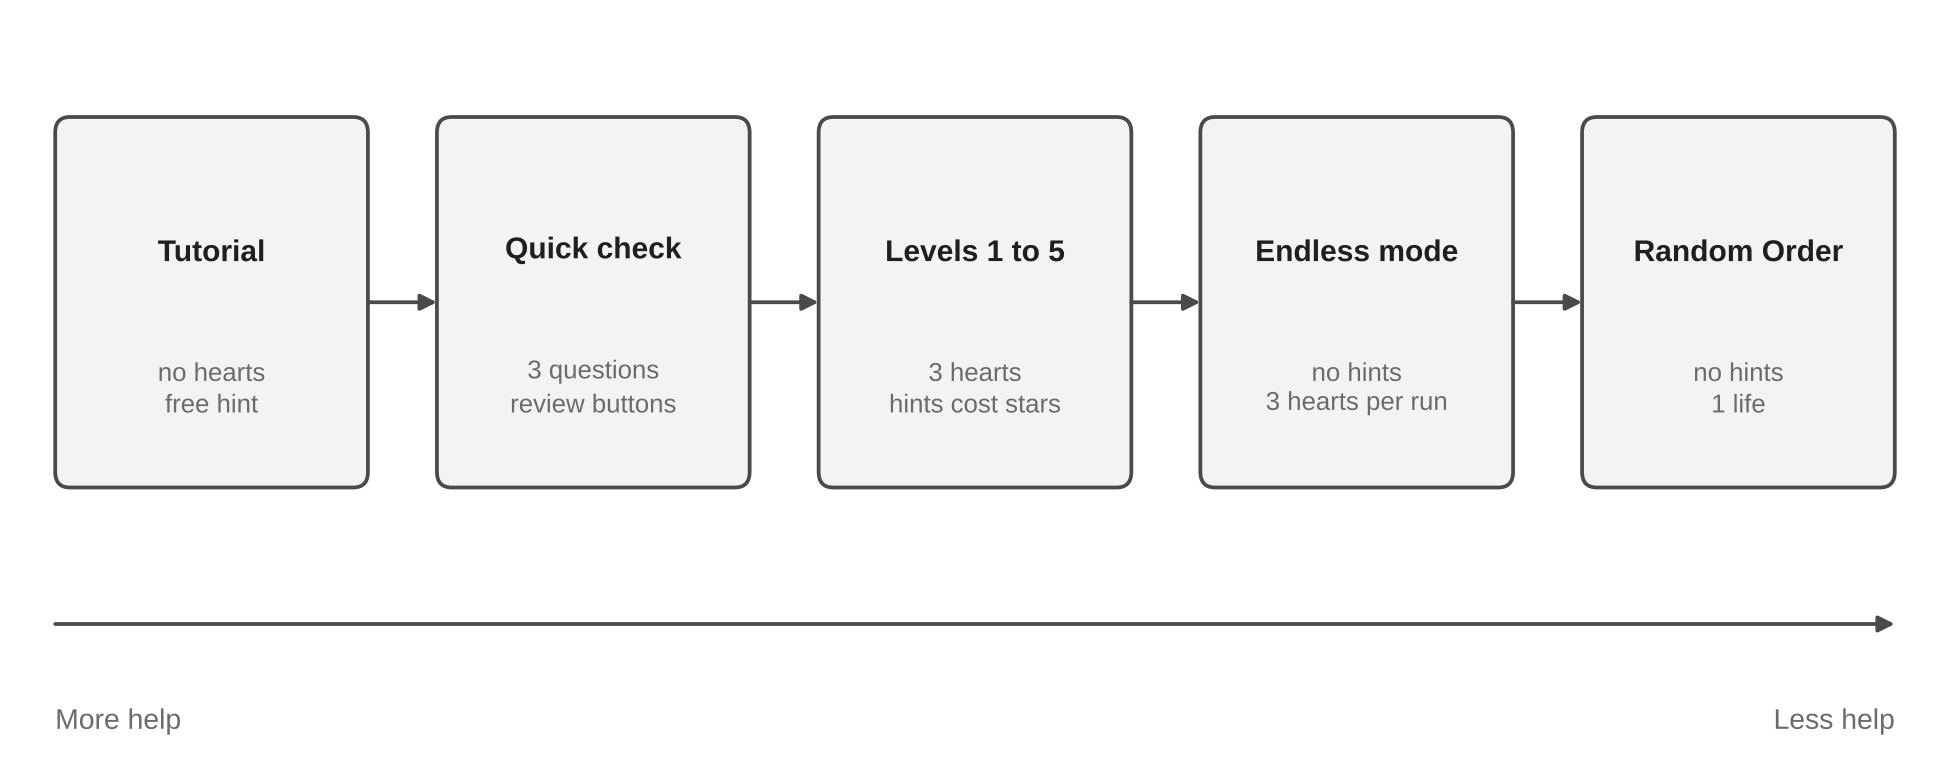 Tutorial
no hearts
free hint
Quick check
3 questions
review buttons
Levels 1 to 5
3 hearts
hints cost stars
Endless mode
no hints
3 hearts per run
Random Order
no hints
1 life
More help
Less help